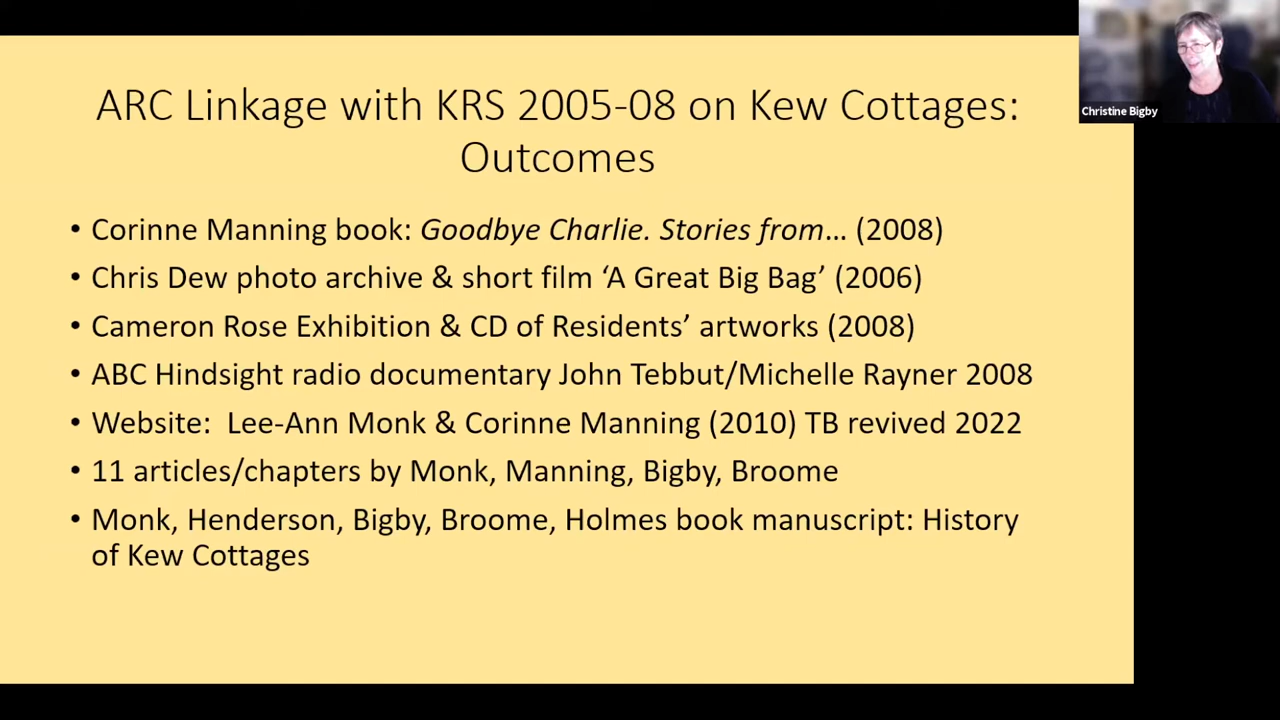 ARC Linkage with KRS 2005-08 on Kew Cottages:
Outcomes
• Corinne Manning book: Goodbye Charlie. Stories from… (2008)
• Chris Dew photo archive & short film ‘A Great Big Bag’ (2006)
• Cameron Rose Exhibition & CD of Residents’ artworks (2008)
• ABC Hindsight radio documentary John Tebbut/Michelle Rayner 2008
• Website:  Lee-Ann Monk & Corinne Manning (2010) TB revived 2022
• 11 articles/chapters by Monk, Manning, Bigby, Broome
• Monk, Henderson, Bigby, Broome, Holmes book manuscript: History
of Kew Cottages
Christine Bigby